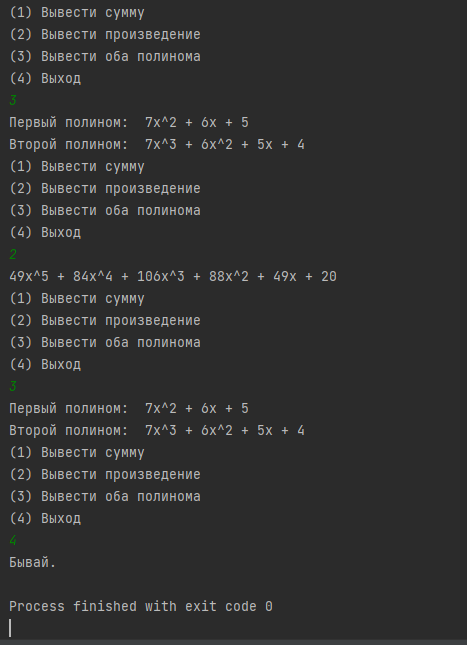 (1) Вывести сумму
(2) Вывести произведение
(3) Вывести оба полинома
(4) Выход
3
Первый полином:  7x^2 + 6x + 5
Второй полином:  7x^3 + 6x^2 + 5x + 4
(1) Вывести сумму
(2) Вывести произведение
(3) Вывести оба полинома
(4) Выход
2
49x^5 + 84x^4 + 106x^3 + 88x^2 + 49x + 20
(1) Вывести сумму
(2) Вывести произведение
(3) Вывести оба полинома
(4) Выход
3
Первый полином:  7x^2 + 6x + 5
Второй полином:  7x^3 + 6x^2 + 5x + 4
(1) Вывести сумму
(2) Вывести произведение
(3) Вывести оба полинома
(4) Выход
4
Бывай.
Process finished with exit code 0